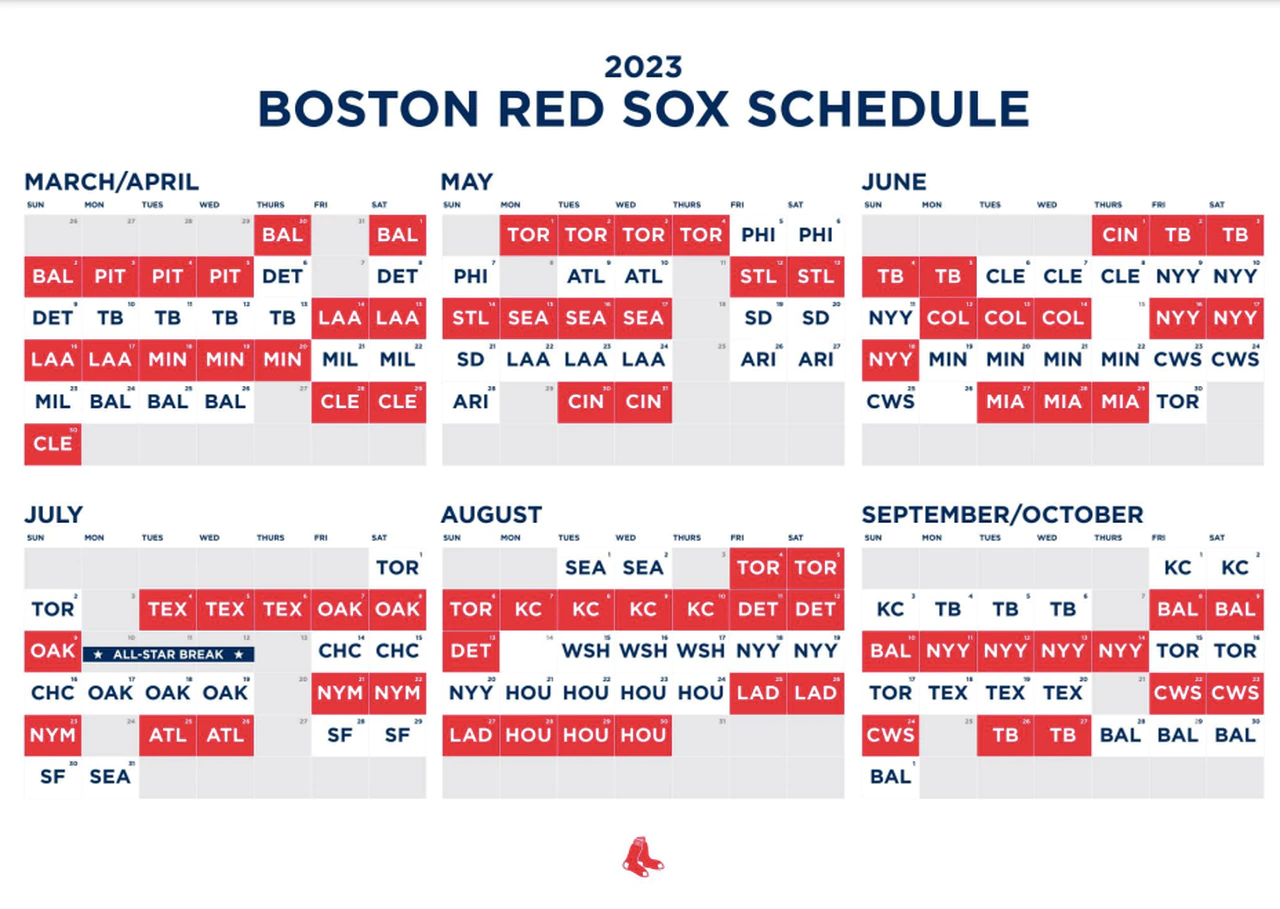 2023
BOSTON RED SOX SCHEDULE
MARCH/APRIL
SUN MON TUES WED THURS FRI SAT
26 27 28 29 30 31 1
BAL BAL
2 3 4 5 6 7 8
BAL PIT PIT PIT DET DET
9 10 11 12 13 14 15
DET TB TB TB TB LAA LAA
16 17 18 19 20 21 22
LAA LAA MIN MIN MIN MIL MIL
23 24 25 26 27 28 29
MIL BAL BAL BAL CLE CLE
30
CLE
MAY
SUN MON TUES WED THURS FRI SAT
1 2 3 4 5 6
TOR TOR TOR TOR PHI PHI
7 8 9 10 11 12 13
PHI ATL ATL STL STL
14 15 16 17 18 19 20
STL SEA SEA SEA SD SD
21 22 23 24 25 26 27
SD LAA LAA LAA ARI ARI
28 29 30 31
ARI CIN CIN
JUNE
SUN MON TUES WED THURS FRI SAT
1 2 3
CIN TB TB
4 5 6 7 8 9 10
TB TB CLE CLE CLE NYY NYY
11 12 13 14 15 16 17
NYY COL COL COL NYY NYY
18 19 20 21 22 23 24
NYY MIN MIN MIN MIN CWS CWS
25 26 27 28 29 30
CWS MIA MIA MIA TOR
JULY
SUN MON TUES WED THURS FRI SAT
1
TOR
2 3 4 5 6 7 8
TOR TEX TEX TEX OAK OAK
9 10 11 12 13 14 15
OAK ★ ALL-STAR BREAK ★ CHC CHC
16 17 18 19 20 21 22
CHC OAK OAK OAK NYM NYM
23 24 25 26 27 28 29
NYM ATL ATL SF SF
30 31
SF SEA
AUGUST
SUN MON TUES WED THURS FRI SAT
1 2 3 4 5
SEA SEA TOR TOR
6 7 8 9 10 11 12
TOR KC KC KC KC DET DET
13 14 15 16 17 18 19
DET WSH WSH WSH NYY NYY
20 21 22 23 24 25 26
NYY HOU HOU HOU HOU LAD LAD
27 28 29 30 31
LAD HOU HOU HOU
SEPTEMBER/OCTOBER
SUN MON TUES WED THURS FRI SAT
1 2
KC KC
3 4 5 6 7 8 9
KC TB TB TB BAL BAL
10 11 12 13 14 15 16
BAL NYY NYY NYY NYY TOR TOR
17 18 19 20 21 22 23
TOR TEX TEX TEX CWS CWS
24 25 26 27 28 29 30
CWS TB TB BAL BAL BAL
1
BAL